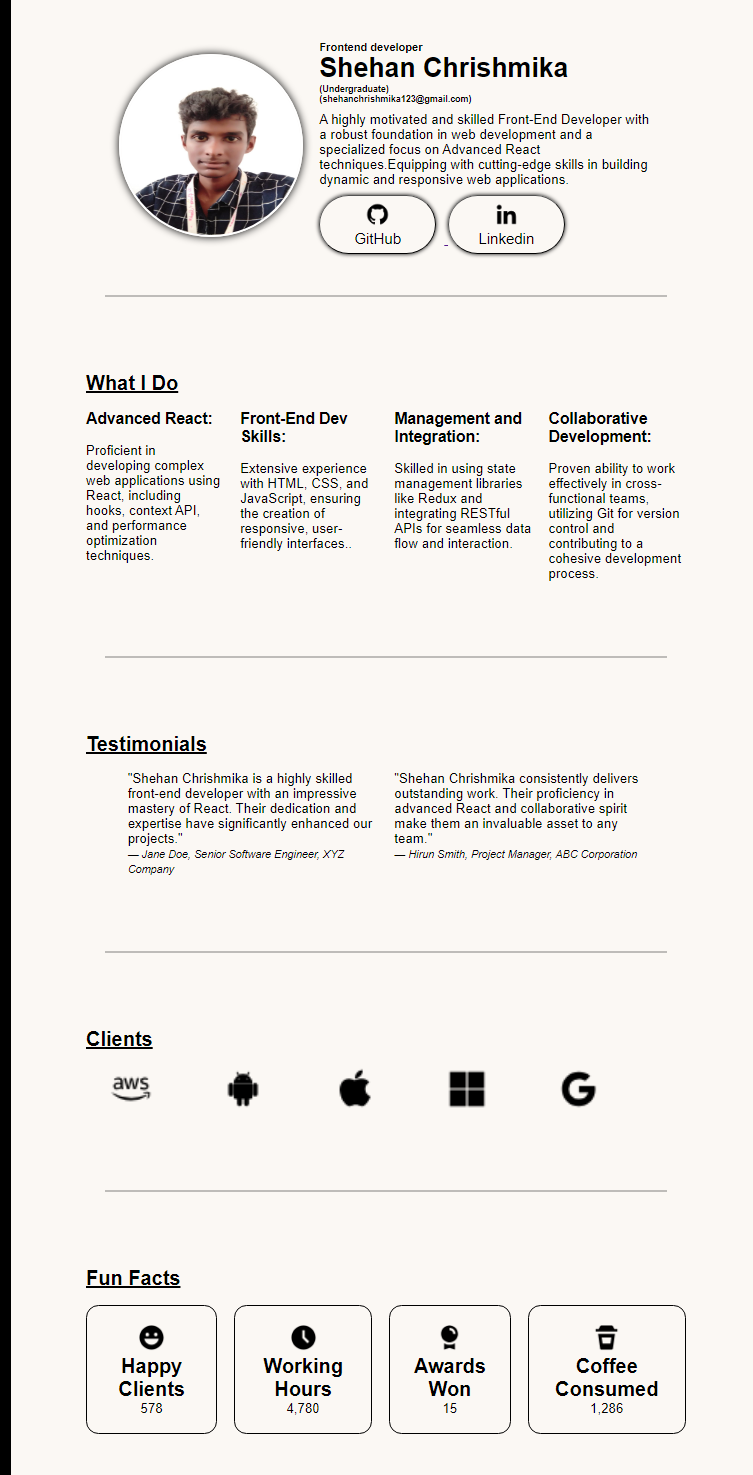 Frontend developer
Shehan Chrishmika
(Undergraduate)
(shehanchrishmika123@gmail.com)
A highly motivated and skilled Front-End Developer with
a robust foundation in web development and a
specialized focus on Advanced React
techniques.Equipping with cutting-edge skills in building
dynamic and responsive web applications.
GitHub
Linkedin
What I Do
Advanced React:
Proficient in
developing complex
web applications using
React, including
hooks, context API,
and performance
optimization
techniques.
Front-End Dev
Skills:
Extensive experience
with HTML, CSS, and
JavaScript, ensuring
the creation of
responsive, user-
friendly interfaces..
Management and
Integration:
Skilled in using state
management libraries
like Redux and
integrating RESTful
APIs for seamless data
flow and interaction.
Collaborative
Development:
Proven ability to work
effectively in cross-
functional teams,
utilizing Git for version
control and
contributing to a
cohesive development
process.
Testimonials
"Shehan Chrishmika is a highly skilled
front-end developer with an impressive
mastery of React. Their dedication and
expertise have significantly enhanced our
projects."
— Jane Doe, Senior Software Engineer, XYZ
Company
"Shehan Chrishmika consistently delivers
outstanding work. Their proficiency in
advanced React and collaborative spirit
make them an invaluable asset to any
team."
— Hirun Smith, Project Manager, ABC Corporation
Clients
aws
Fun Facts
Happy
Clients
578
Working
Hours
4,780
Awards
Won
15
Coffee
Consumed
1,286